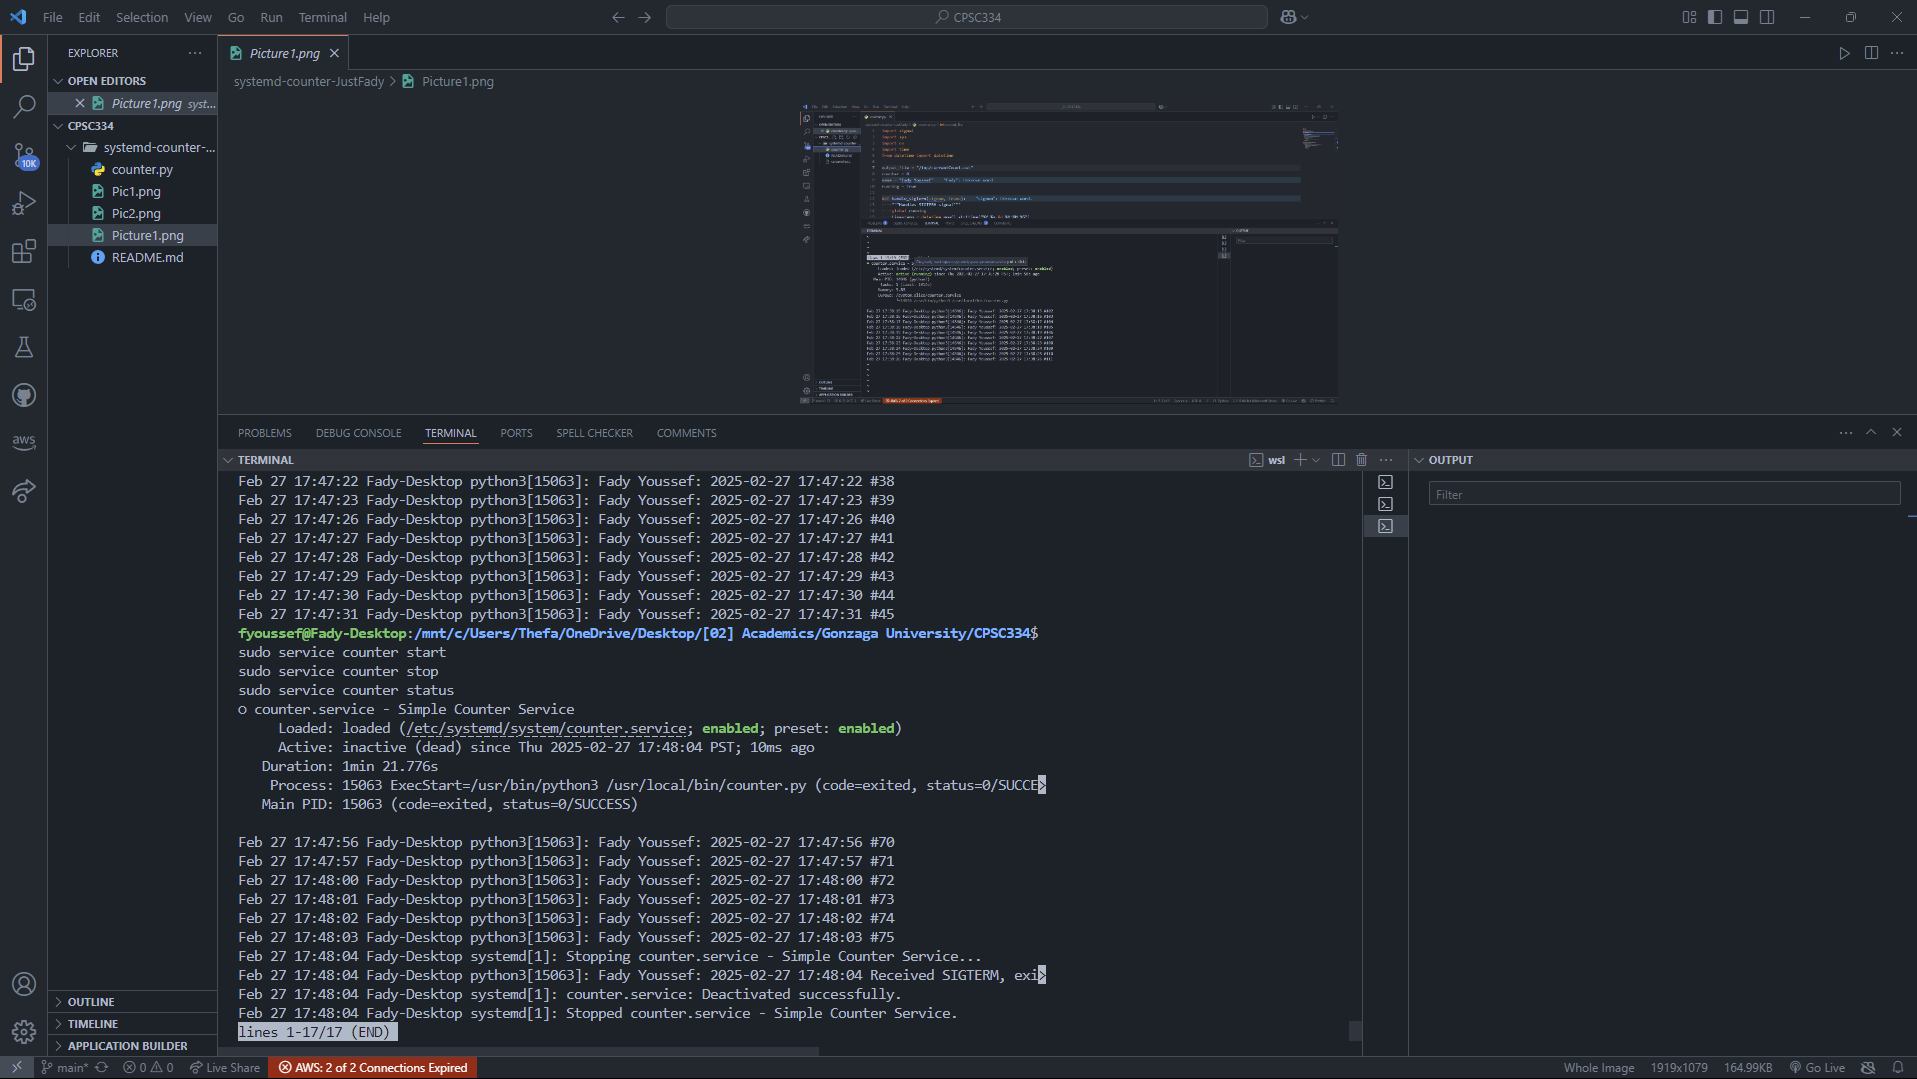 File Edit Selection View Go Run Terminal Help
CPSC334
EXPLORER
OPEN EDITORS
Picture1.png syst...
CPSC334
systemd-counter-...
counter.py
Pic1.png
Pic2.png
Picture1.png
README.md
10K
aws
OUTLINE
TIMELINE
APPLICATION BUILDER
Picture1.png
systemd-counter-JustFady > Picture1.png
PROBLEMS DEBUG CONSOLE TERMINAL PORTS SPELL CHECKER COMMENTS
TERMINAL
wsl
OUTPUT
Filter
Feb 27 17:47:22 Fady-Desktop python3[15063]: Fady Youssef: 2025-02-27 17:47:22 #38
Feb 27 17:47:23 Fady-Desktop python3[15063]: Fady Youssef: 2025-02-27 17:47:23 #39
Feb 27 17:47:26 Fady-Desktop python3[15063]: Fady Youssef: 2025-02-27 17:47:26 #40
Feb 27 17:47:27 Fady-Desktop python3[15063]: Fady Youssef: 2025-02-27 17:47:27 #41
Feb 27 17:47:28 Fady-Desktop python3[15063]: Fady Youssef: 2025-02-27 17:47:28 #42
Feb 27 17:47:29 Fady-Desktop python3[15063]: Fady Youssef: 2025-02-27 17:47:29 #43
Feb 27 17:47:30 Fady-Desktop python3[15063]: Fady Youssef: 2025-02-27 17:47:30 #44
Feb 27 17:47:31 Fady-Desktop python3[15063]: Fady Youssef: 2025-02-27 17:47:31 #45
fyoussef@Fady-Desktop:/mnt/c/Users/Thefa/OneDrive/Desktop/[02] Academics/Gonzaga University/CPSC334$
sudo service counter start
sudo service counter stop
sudo service counter status
○ counter.service - Simple Counter Service
Loaded: loaded (/etc/systemd/system/counter.service; enabled; preset: enabled)
Active: inactive (dead) since Thu 2025-02-27 17:48:04 PST; 10ms ago
Duration: 1min 21.776s
Process: 15063 ExecStart=/usr/bin/python3 /usr/local/bin/counter.py (code=exited, status=0/SUCCE>
Main PID: 15063 (code=exited, status=0/SUCCESS)
Feb 27 17:47:56 Fady-Desktop python3[15063]: Fady Youssef: 2025-02-27 17:47:56 #70
Feb 27 17:47:57 Fady-Desktop python3[15063]: Fady Youssef: 2025-02-27 17:47:57 #71
Feb 27 17:48:00 Fady-Desktop python3[15063]: Fady Youssef: 2025-02-27 17:48:00 #72
Feb 27 17:48:01 Fady-Desktop python3[15063]: Fady Youssef: 2025-02-27 17:48:01 #73
Feb 27 17:48:02 Fady-Desktop python3[15063]: Fady Youssef: 2025-02-27 17:48:02 #74
Feb 27 17:48:03 Fady-Desktop python3[15063]: Fady Youssef: 2025-02-27 17:48:03 #75
Feb 27 17:48:04 Fady-Desktop systemd[1]: Stopping counter.service - Simple Counter Service...
Feb 27 17:48:04 Fady-Desktop python3[15063]: Fady Youssef: 2025-02-27 17:48:04 Received SIGTERM, exi>
Feb 27 17:48:04 Fady-Desktop systemd[1]: counter.service: Deactivated successfully.
Feb 27 17:48:04 Fady-Desktop systemd[1]: Stopped counter.service - Simple Counter Service.
lines 1-17/17 (END)
main* 0 0 Live Share AWS: 2 of 2 Connections Expired Whole Image 1919x1079 164.99KB Go Live